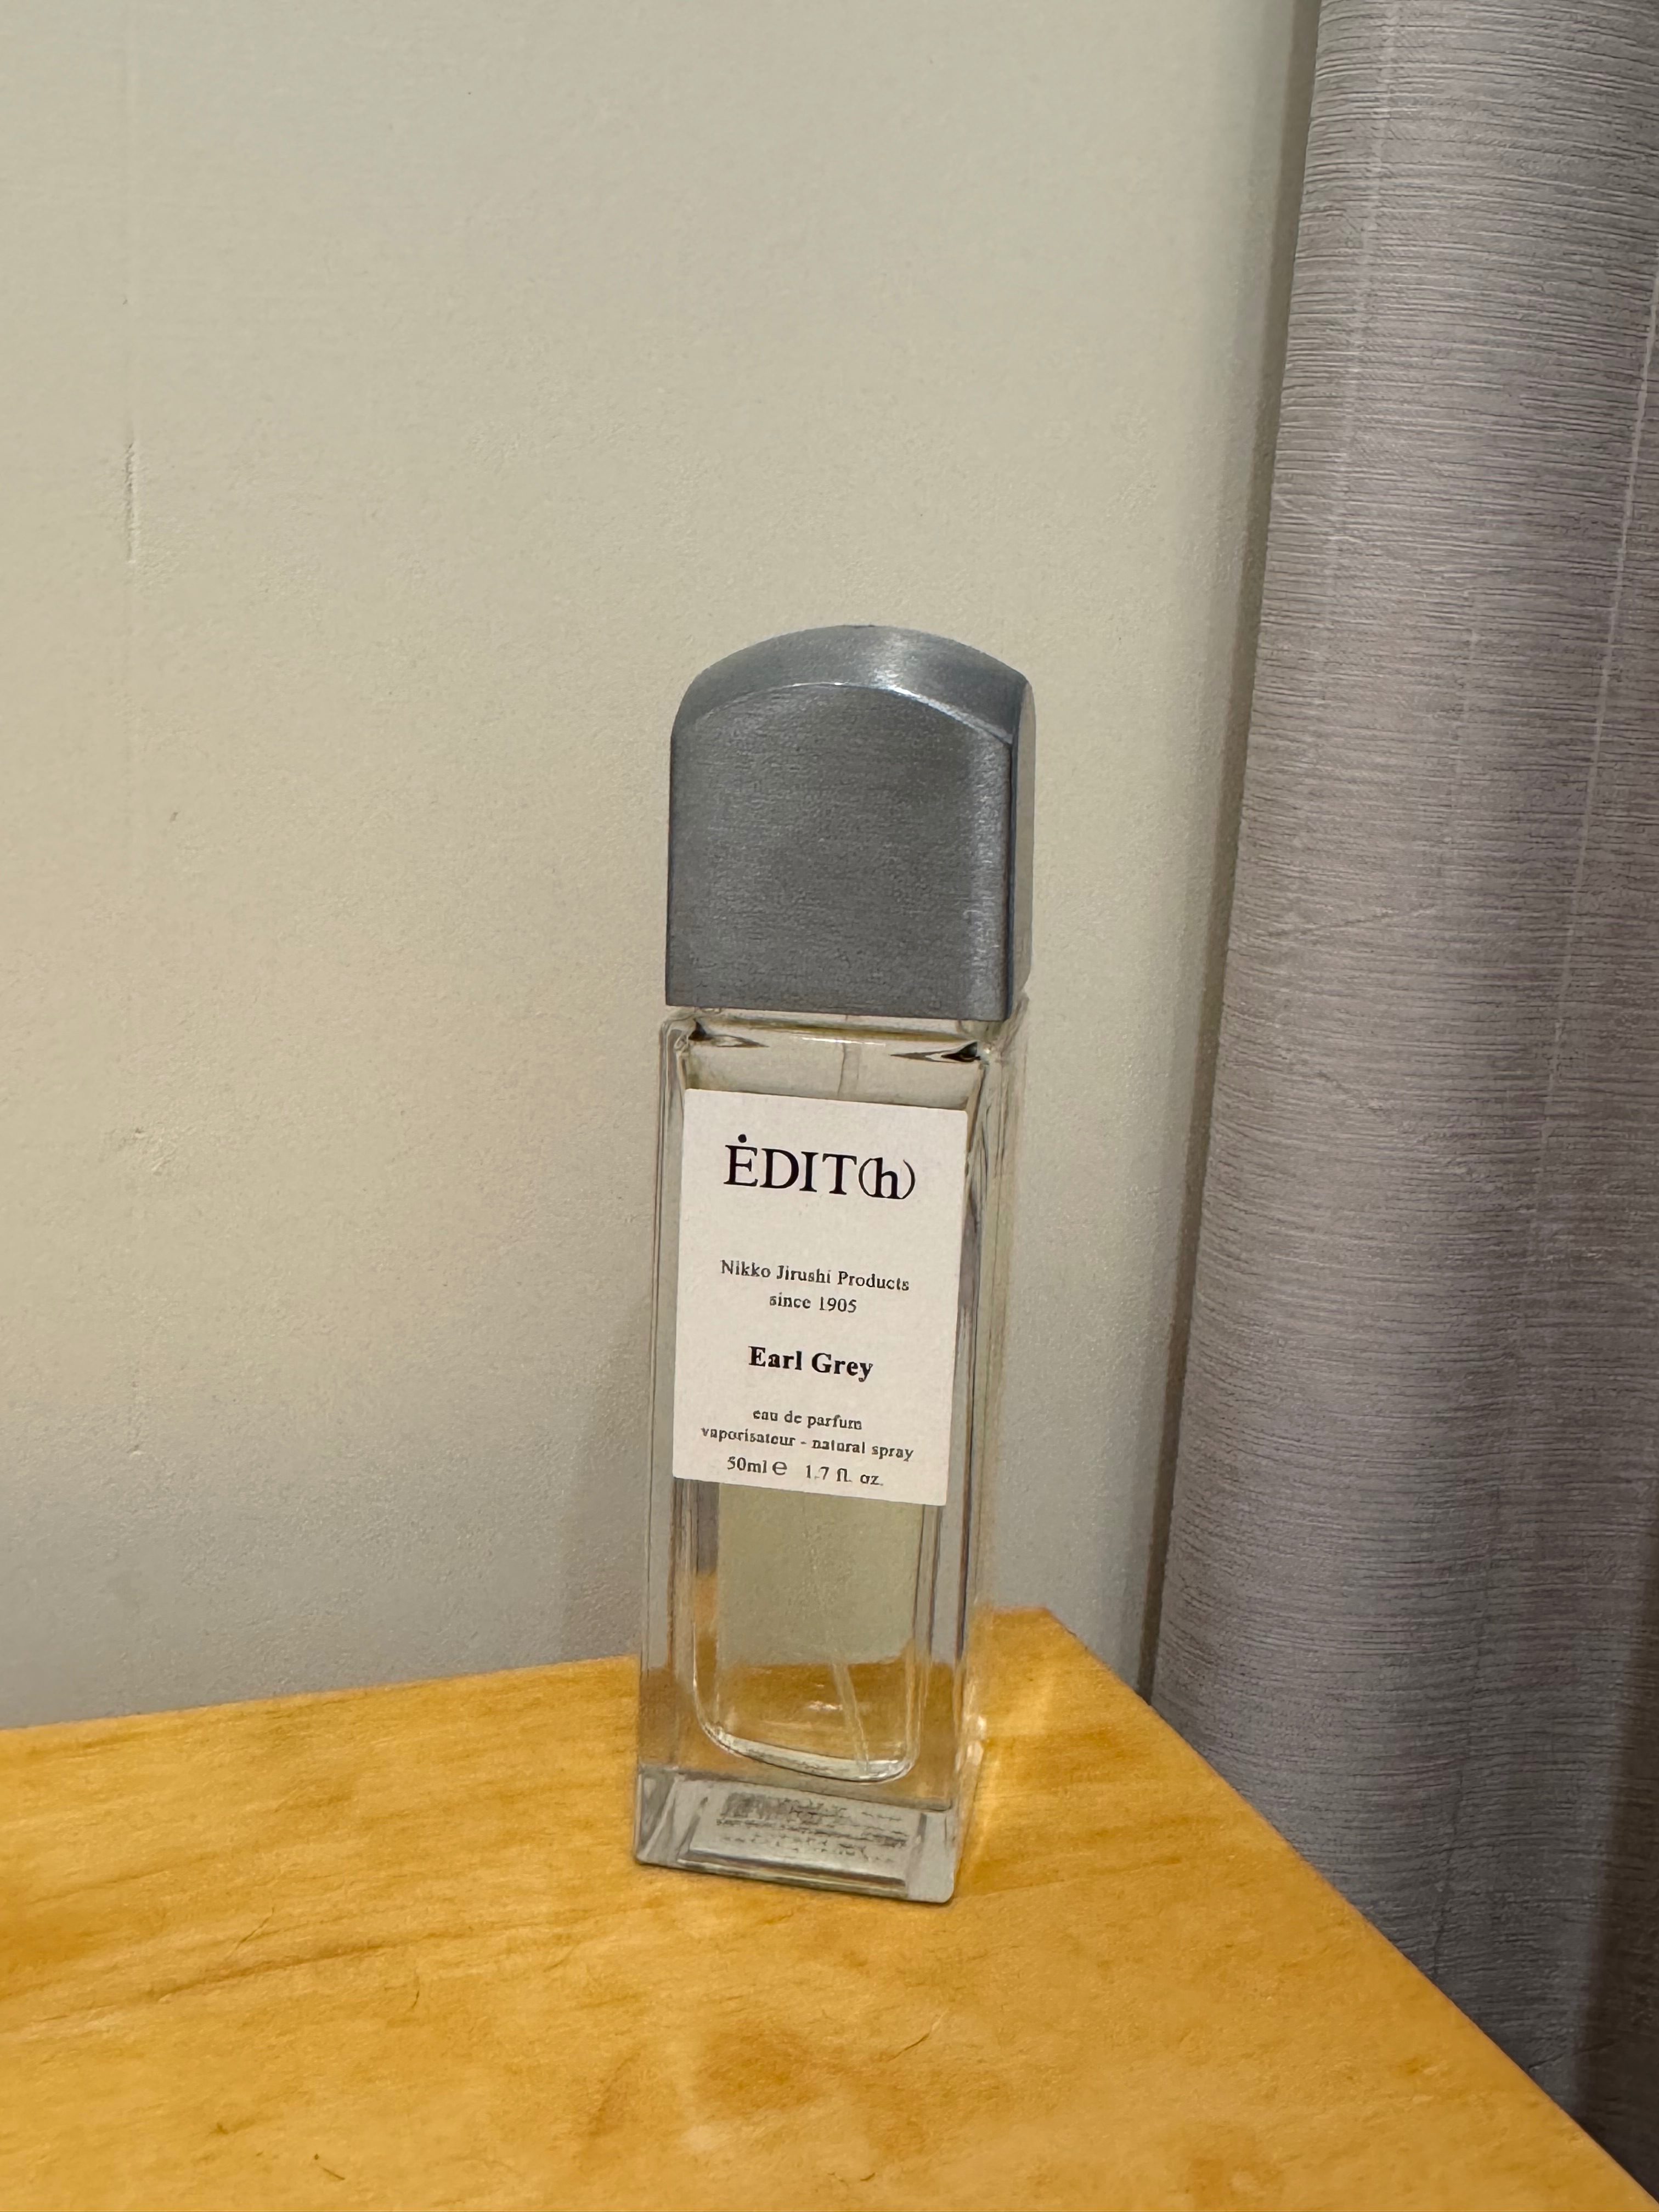 ĖDIT(h)
Nikko Jirushi Products
since 1905
Earl Grey
eau de parfum
vaporisateur - natural spray
50ml ℮ 1.7 fl. oz.